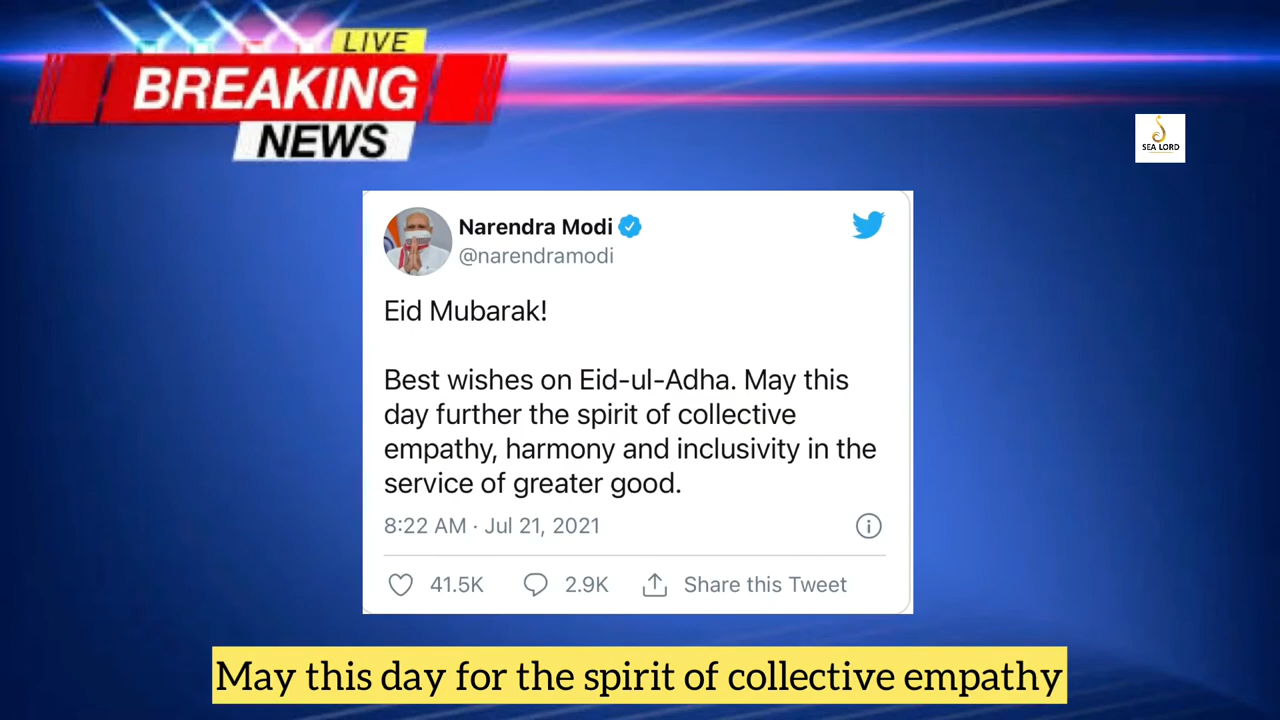 LIVE
BREAKING
NEWS
SEA LORD
Narendra Modi
@narendramodi
Eid Mubarak!
Best wishes on Eid-ul-Adha. May this
day further the spirit of collective
empathy, harmony and inclusivity in the
service of greater good.
8:22 AM · Jul 21, 2021
41.5K 2.9K Share this Tweet
May this day for the spirit of collective empathy